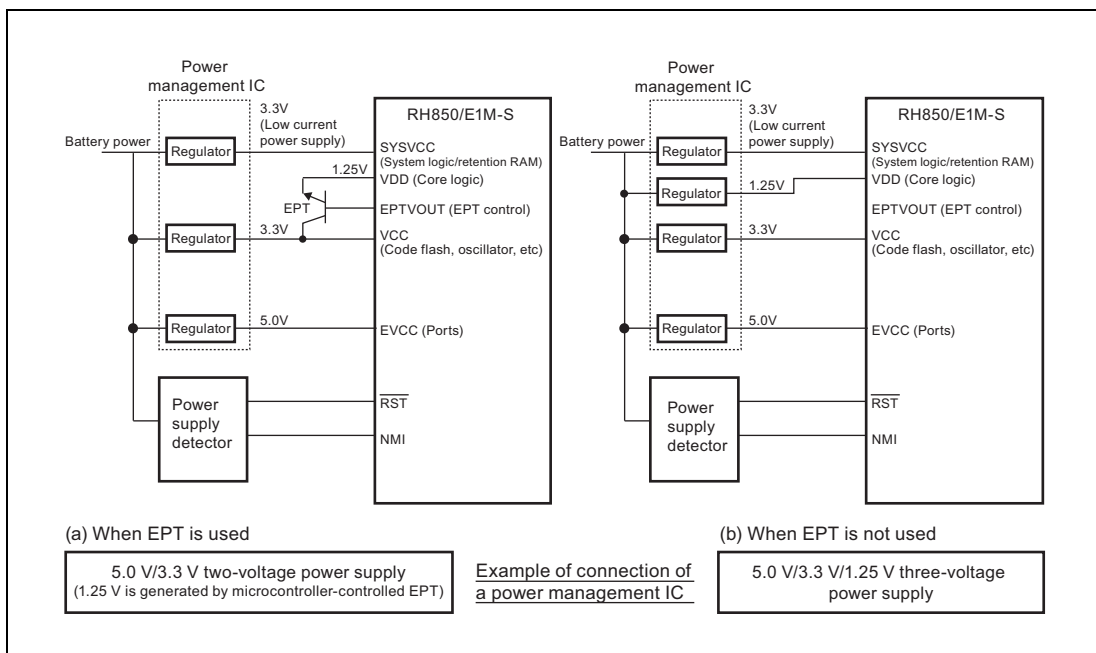 Power
management IC
3.3V
(Low current
power supply)
Battery power
Regulator
1.25V
EPT
Regulator
3.3V
Regulator
5.0V
Power
supply
detector
RH850/E1M-S
SYSVCC
(System logic/retention RAM)
VDD (Core logic)
EPTVOUT (EPT control)
VCC
(Code flash, oscillator, etc)
EVCC (Ports)
RST
NMI
(a) When EPT is used
5.0 V/3.3 V two-voltage power supply
(1.25 V is generated by microcontroller-controlled EPT)
Example of connection of
a power management IC
Power
management IC
3.3V
(Low current
power supply)
Battery power
Regulator
Regulator
1.25V
Regulator
3.3V
Regulator
5.0V
Power
supply
detector
RH850/E1M-S
SYSVCC
(System logic/retention RAM)
VDD (Core logic)
EPTVOUT (EPT control)
VCC
(Code flash, oscillator, etc)
EVCC (Ports)
RST
NMI
(b) When EPT is not used
5.0 V/3.3 V/1.25 V three-voltage
power supply